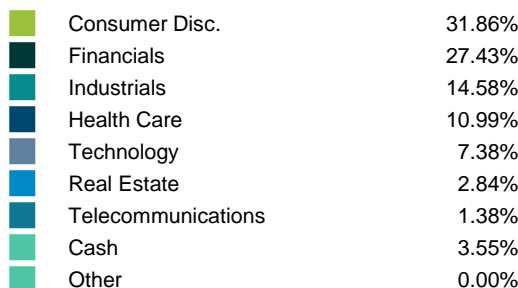 Consumer Disc. 31.86%
Financials 27.43%
Industrials 14.58%
Health Care 10.99%
Technology 7.38%
Real Estate 2.84%
Telecommunications 1.38%
Cash 3.55%
Other 0.00%